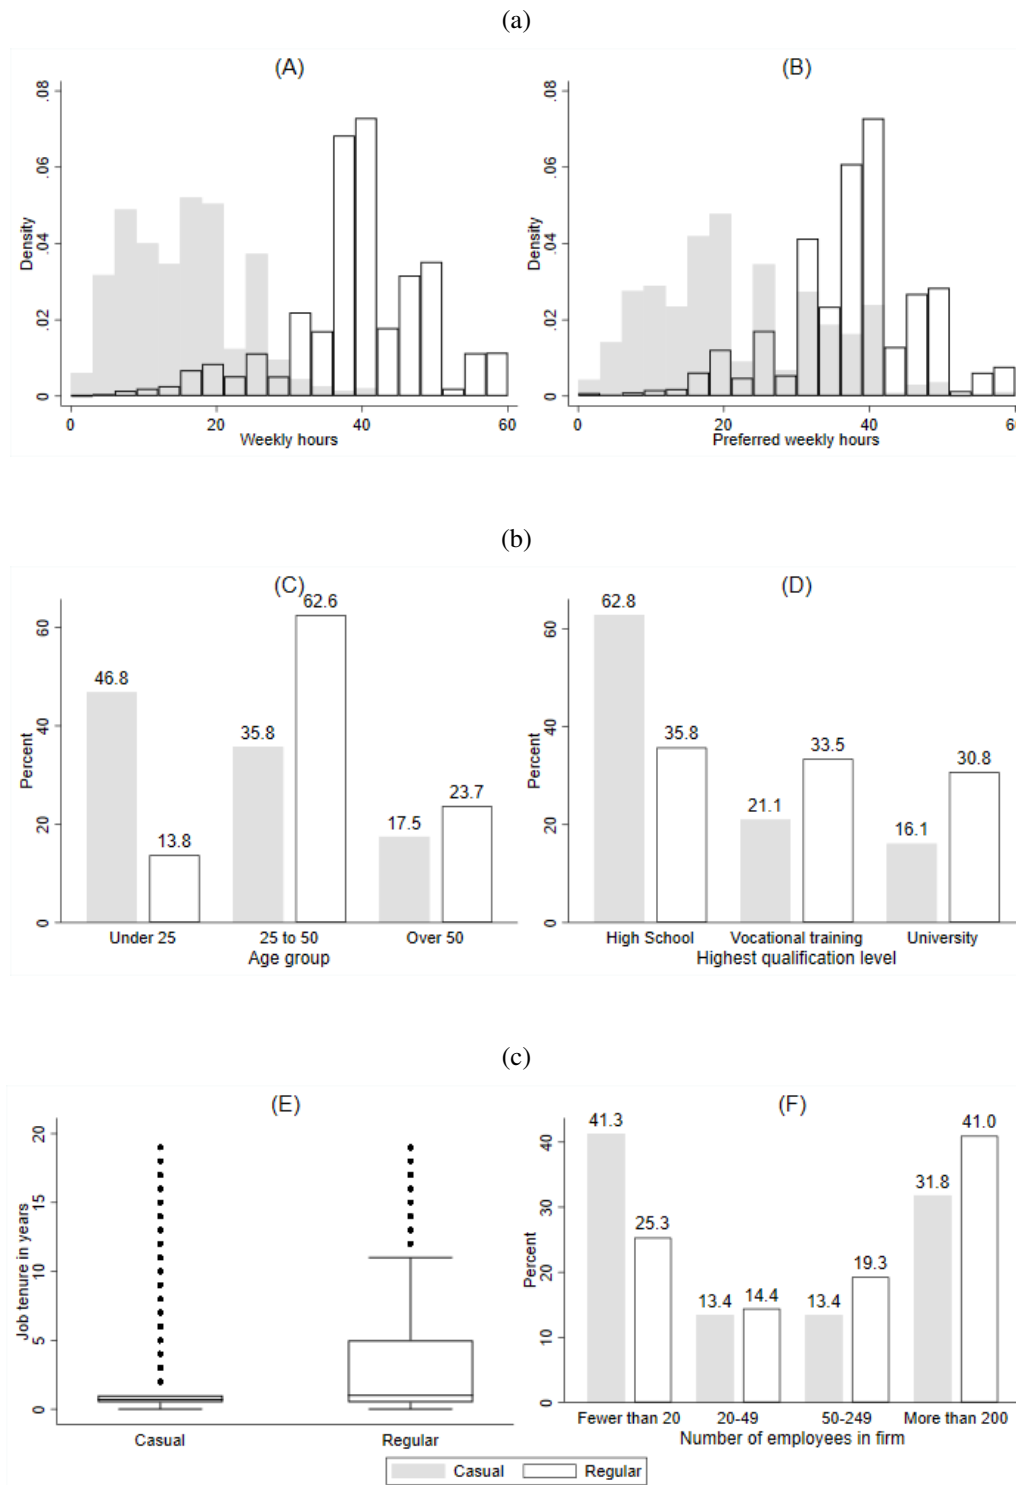 (a)
(A)
(B)
Density
0 .02 .04 .06 .08
0 20 40 60
Weekly hours
Density
0 .02 .04 .06 .08
0 20 40 60
Preferred weekly hours
(b)
(C)
(D)
Percent
0 20 40 60
46.8 13.8 35.8 62.6 17.5 23.7
Under 25 25 to 50 Over 50
Age group
Percent
0 20 40 60
62.8 35.8 21.1 33.5 16.1 30.8
High School Vocational training University
Highest qualification level
(c)
(E)
(F)
Job tenure in years
0 5 10 15 20
Casual Regular
Percent
0 10 20 30 40
41.3 25.3 13.4 14.4 13.4 19.3 31.8 41.0
Fewer than 20 20-49 50-249 More than 200
Number of employees in firm
Casual Regular